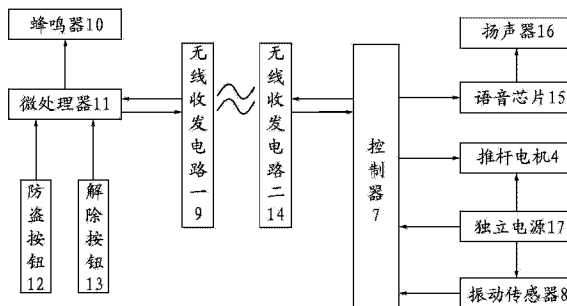 蜂鸣器10
微处理器11
防盗按钮12
解除按钮13
无线收发电路一9
无线收发电路二14
控制器7
扬声器16
语音芯片15
推杆电机4
独立电源17
振动传感器8